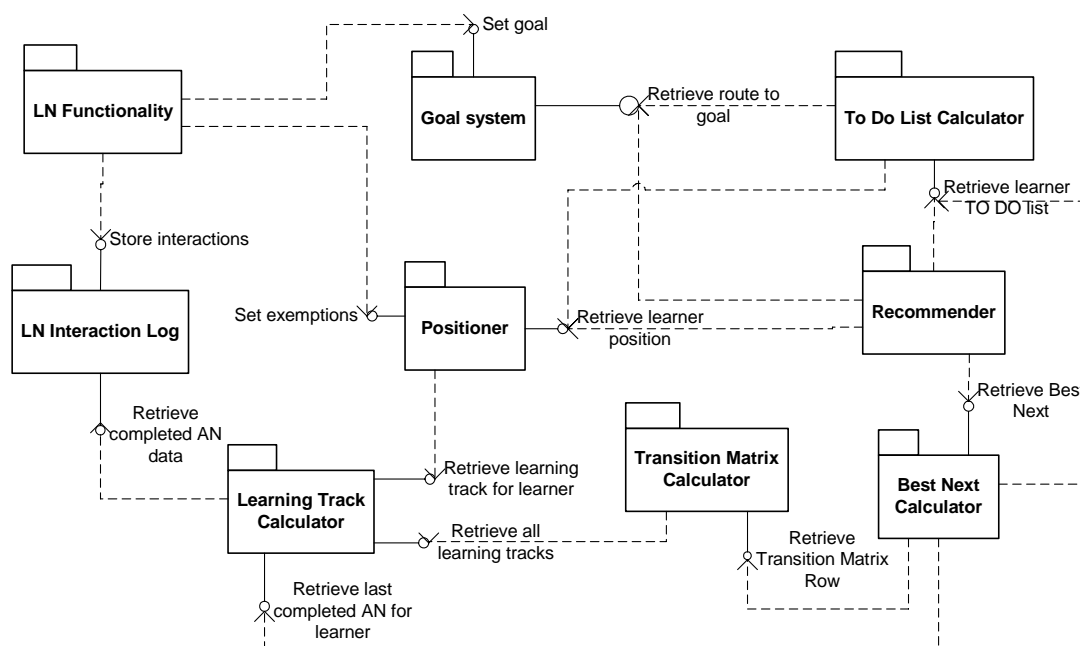 Set goal
LN Functionality
Goal system
Retrieve route to
goal
To Do List Calculator
Retrieve learner
TO DO list
Store interactions
LN Interaction Log
Set exemptions
Positioner
Retrieve learner
position
Recommender
Retrieve
completed AN
data
Retrieve Bes
Next
Learning Track
Calculator
Retrieve learning
track for learner
Transition Matrix
Calculator
Best Next
Calculator
Retrieve all
learning tracks
Retrieve
Transition Matrix
Row
Retrieve last
completed AN for
learner